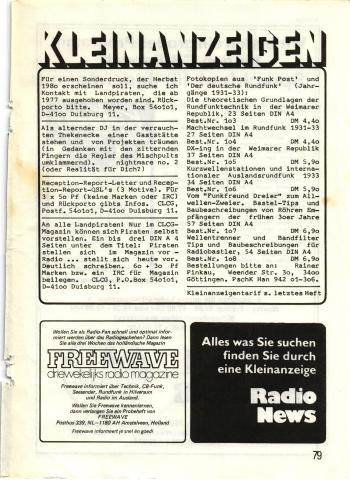 KLEINANZEIGEN
Für einen Sonderdruck, der Herbst
198o erscheinen soll, suche ich
Kontakt mit Landpiraten, die ab
1977 ausgehoben worden sind. Rück-
porto bitte. Meyer, Box 54o1o1,
D-41oo Duisburg 11.
Als alternder DJ in der verrauch-
ten Thekenecke einer Gaststätte
stehen und von Projekten träumen
(in Gedanken mit den zitternden
Fingern die Regler des Mischpults
umklammernd). nightmare no. 2
(oder Realität für Dich?)
Reception-Report-Letter und Recep-
tion-Report-QSL's (3 Motive). Für
3 x 5o Pf (keine Marken oder IRC)
und Rückporto gibts Infos. CLCG,
Postf. 54o1o1, D-41oo Duisburg 11.
An alle Landpiraten! Nur im CLCG-
Magazin können sich Piraten selbst
vorstellen. Ein bis drei DIN A 4
Seiten unter dem Titel: Piraten
stellen sich im Magazin vor -
Radio ... stellt sich heute vor.
Deutlich schreiben, 6o + 3o Pf
Marken bzw. ein IRC für Magazin
beilegen. CLCG, P.O.Box 54o1o1,
D-41oo Duisburg 11.
Fotokopien aus 'Funk Post' und
'Der deutsche Rundfunk' (Jahr-
gänge 1931-33):
Die theoretischen Grundlagen der
Rundfunktechnik in der Weimarer
Republik, 23 Seiten DIN A4
Best.Nr. 1o3 DM 4,4o
Machtwechsel im Rundfunk 1931-33
27 Seiten DIN A4
Best.Nr. 1o4 DM 4,4o
DX-ing in der Weimarer Republik
37 Seiten DIN A4
Best.Nr. 1o5 DM 5,9o
Kurzwellenstationen und Interna-
tionaler Auslandsrundfunk 1933
34 Seiten DIN A4
Best.Nr. 1o6 DM 5,9o
Vom "Funkfreund Dreier" zum All-
wellen-Zweier, Bastel-Tips und
Baubeschreibungen von Röhren Em-
pfängern der frühen 3oer Jahre
57 Seiten DIN A4
Best.Nr. 1o7 DM 6,9o
Wellentrenner und Bandfilter
Tips und Baubeschreibungen für
Radiobastler, 54 Seiten DIN A4
Best.Nr. 1o8 DM 6,9o
Bestellungen bitte an: Rainer
Pinkau, Weender Str. 3o, 34oo
Göttingen, PschK Han 942 o1-3o6.
Kleinanzeigentarif s. letztes Heft
Wollen Sie als Radio-Fan schnell und optimal infor-
miert werden über das Radiogeschehen? Dann lesen
Sie alle drei Wochen das holländische Magazin
FREEWAVE
driewekelijks radio magazine
Freewave informiert über Technik, CB-Funk,
Seesender, Rundfunk in Hilversum
und Radio im Ausland.
Wollen Sie Freewave kennenlernen,
dann verlangen Sie ein Probeheft von
FREEWAVE
Postbus 339, NL-1180 AH Amstelveen, Holland
Freewave informiert je snel en goed!
Alles was Sie suchen
finden Sie durch
eine Kleinanzeige
Radio
News
79